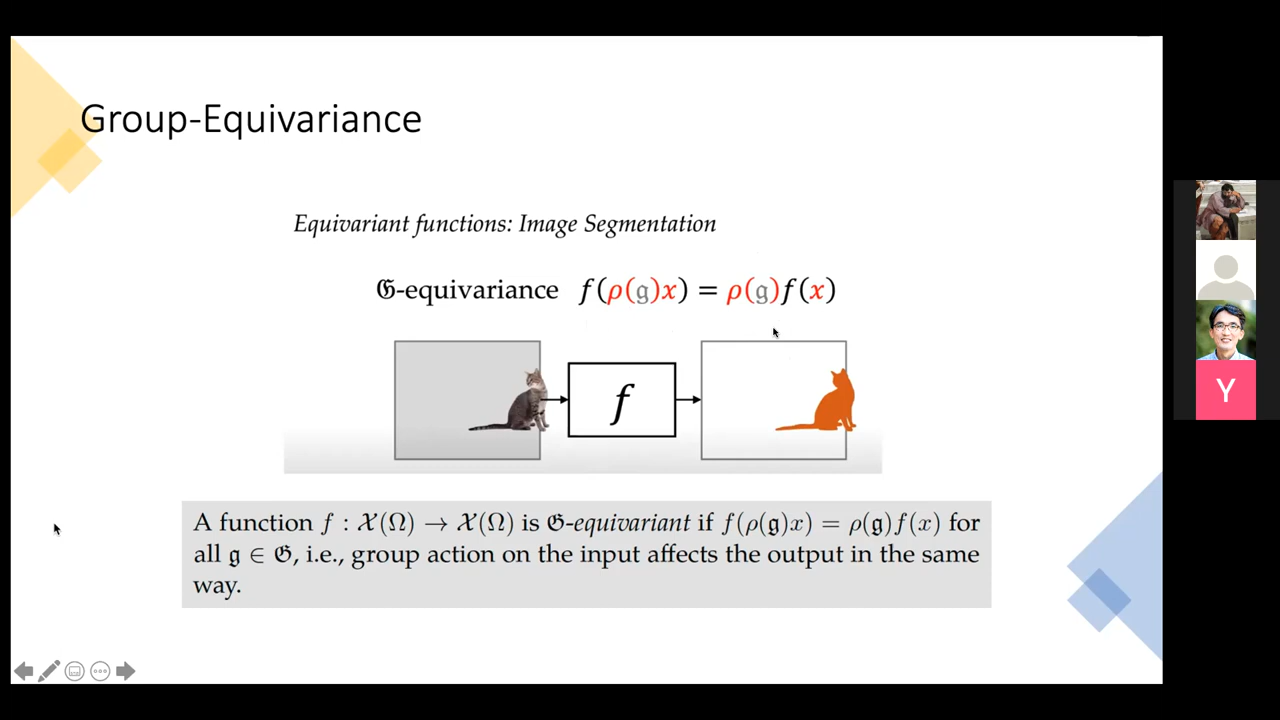 Group-Equivariance
Equivariant functions: Image Segmentation
𝕲-equivariance f(ρ(𝔤)x) = ρ(𝔤)f(x)
f
A function f : 𝒳(Ω) → 𝒳(Ω) is 𝕲-equivariant if f(ρ(𝔤)x) = ρ(𝔤)f(x) for
all 𝔤 ∈ 𝕲, i.e., group action on the input affects the output in the same
way.
Y